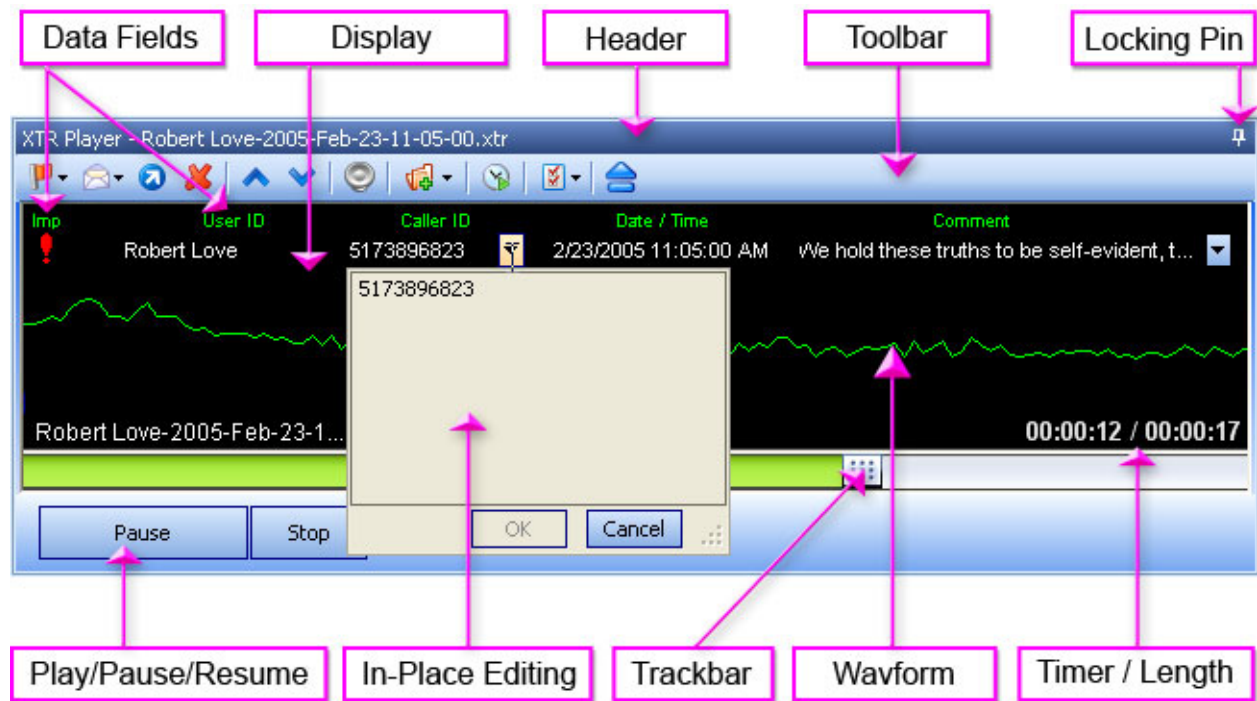 Data Fields
Display
Header
Toolbar
Locking Pin
XTR Player - Robert Love-2005-Feb-23-11-05-00.xtr
Imp User ID Caller ID Date / Time Comment
Robert Love 5173896823 2/23/2005 11:05:00 AM We hold these truths to be self-evident, t...
5173896823
Robert Love-2005-Feb-23-1...
00:00:12 / 00:00:17
Pause
Stop
OK
Cancel
Play/Pause/Resume
In-Place Editing
Trackbar
Wavform
Timer / Length